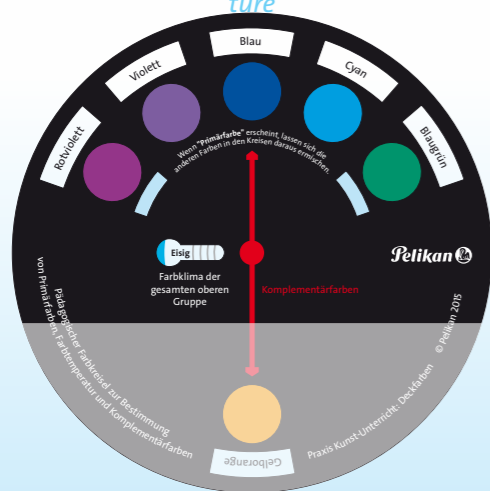 ture
Blau
Violett
Cyan
Rotviolett
Blaugrün
Wenn "Primärfarbe" erscheint, lassen sich die
anderen Farben in den Kreisen daraus ermischen.
Eisig
Pelikan
Farbklima der
gesamten oberen
Gruppe
Komplementärfarben
Pädagogischer Farbkreisel zur Bestimmung
von Primärfarben, Farbtemperatur und Komplementärfarben
Praxis Kunst-Unterricht: Deckfarben © Pelikan 2015
Gelborange